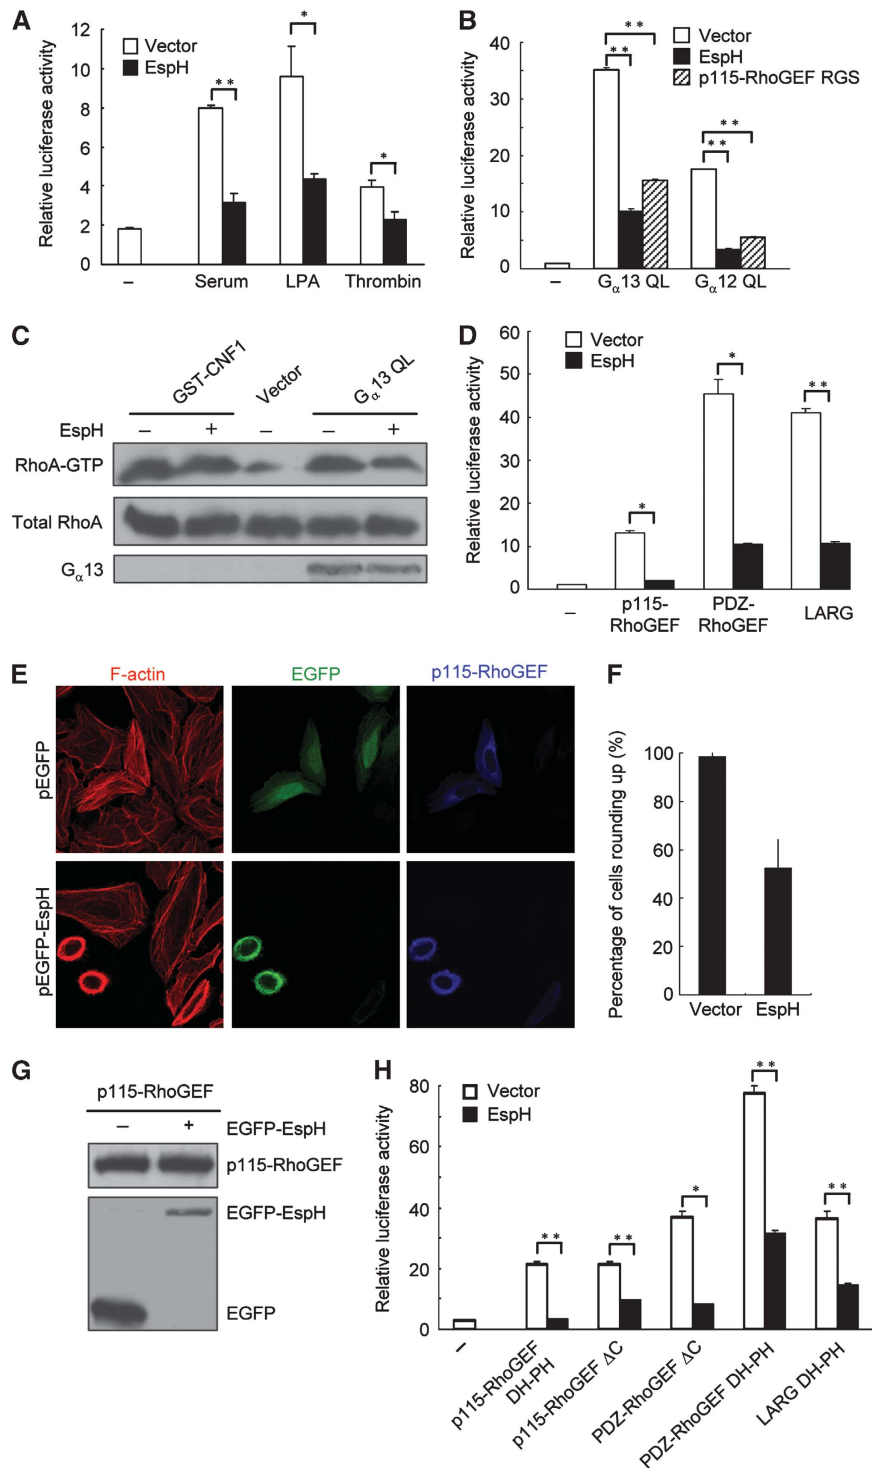 A
Relative luciferase activity
12
10
8
6
4
2
0
Vector
EspH
* *
*
*
–
Serum
LPA
Thrombin
B
Relative luciferase activity
40
30
20
10
0
Vector
EspH
p115-RhoGEF RGS
* *
* *
* *
* *
–
Gα13 QL
Gα12 QL
C
GST-CNF1
Vector
Gα13 QL
EspH – + – – +
RhoA-GTP
Total RhoA
Gα13
D
Relative luciferase activity
60
50
40
30
20
10
0
Vector
EspH
*
*
* *
–
p115-
RhoGEF
PDZ-
RhoGEF
LARG
E
F-actin
EGFP
p115-RhoGEF
pEGFP
pEGFP-EspH
F
Percentage of cells rounding up (%)
100
80
60
40
20
0
Vector
EspH
G
p115-RhoGEF
– + EGFP-EspH
p115-RhoGEF
EGFP-EspH
EGFP
H
Relative luciferase activity
80
60
40
20
0
Vector
EspH
* *
* *
*
* *
* *
–
p115-RhoGEF
DH-PH
p115-RhoGEF ΔC
PDZ-RhoGEF ΔC
PDZ-RhoGEF DH-PH
LARG DH-PH